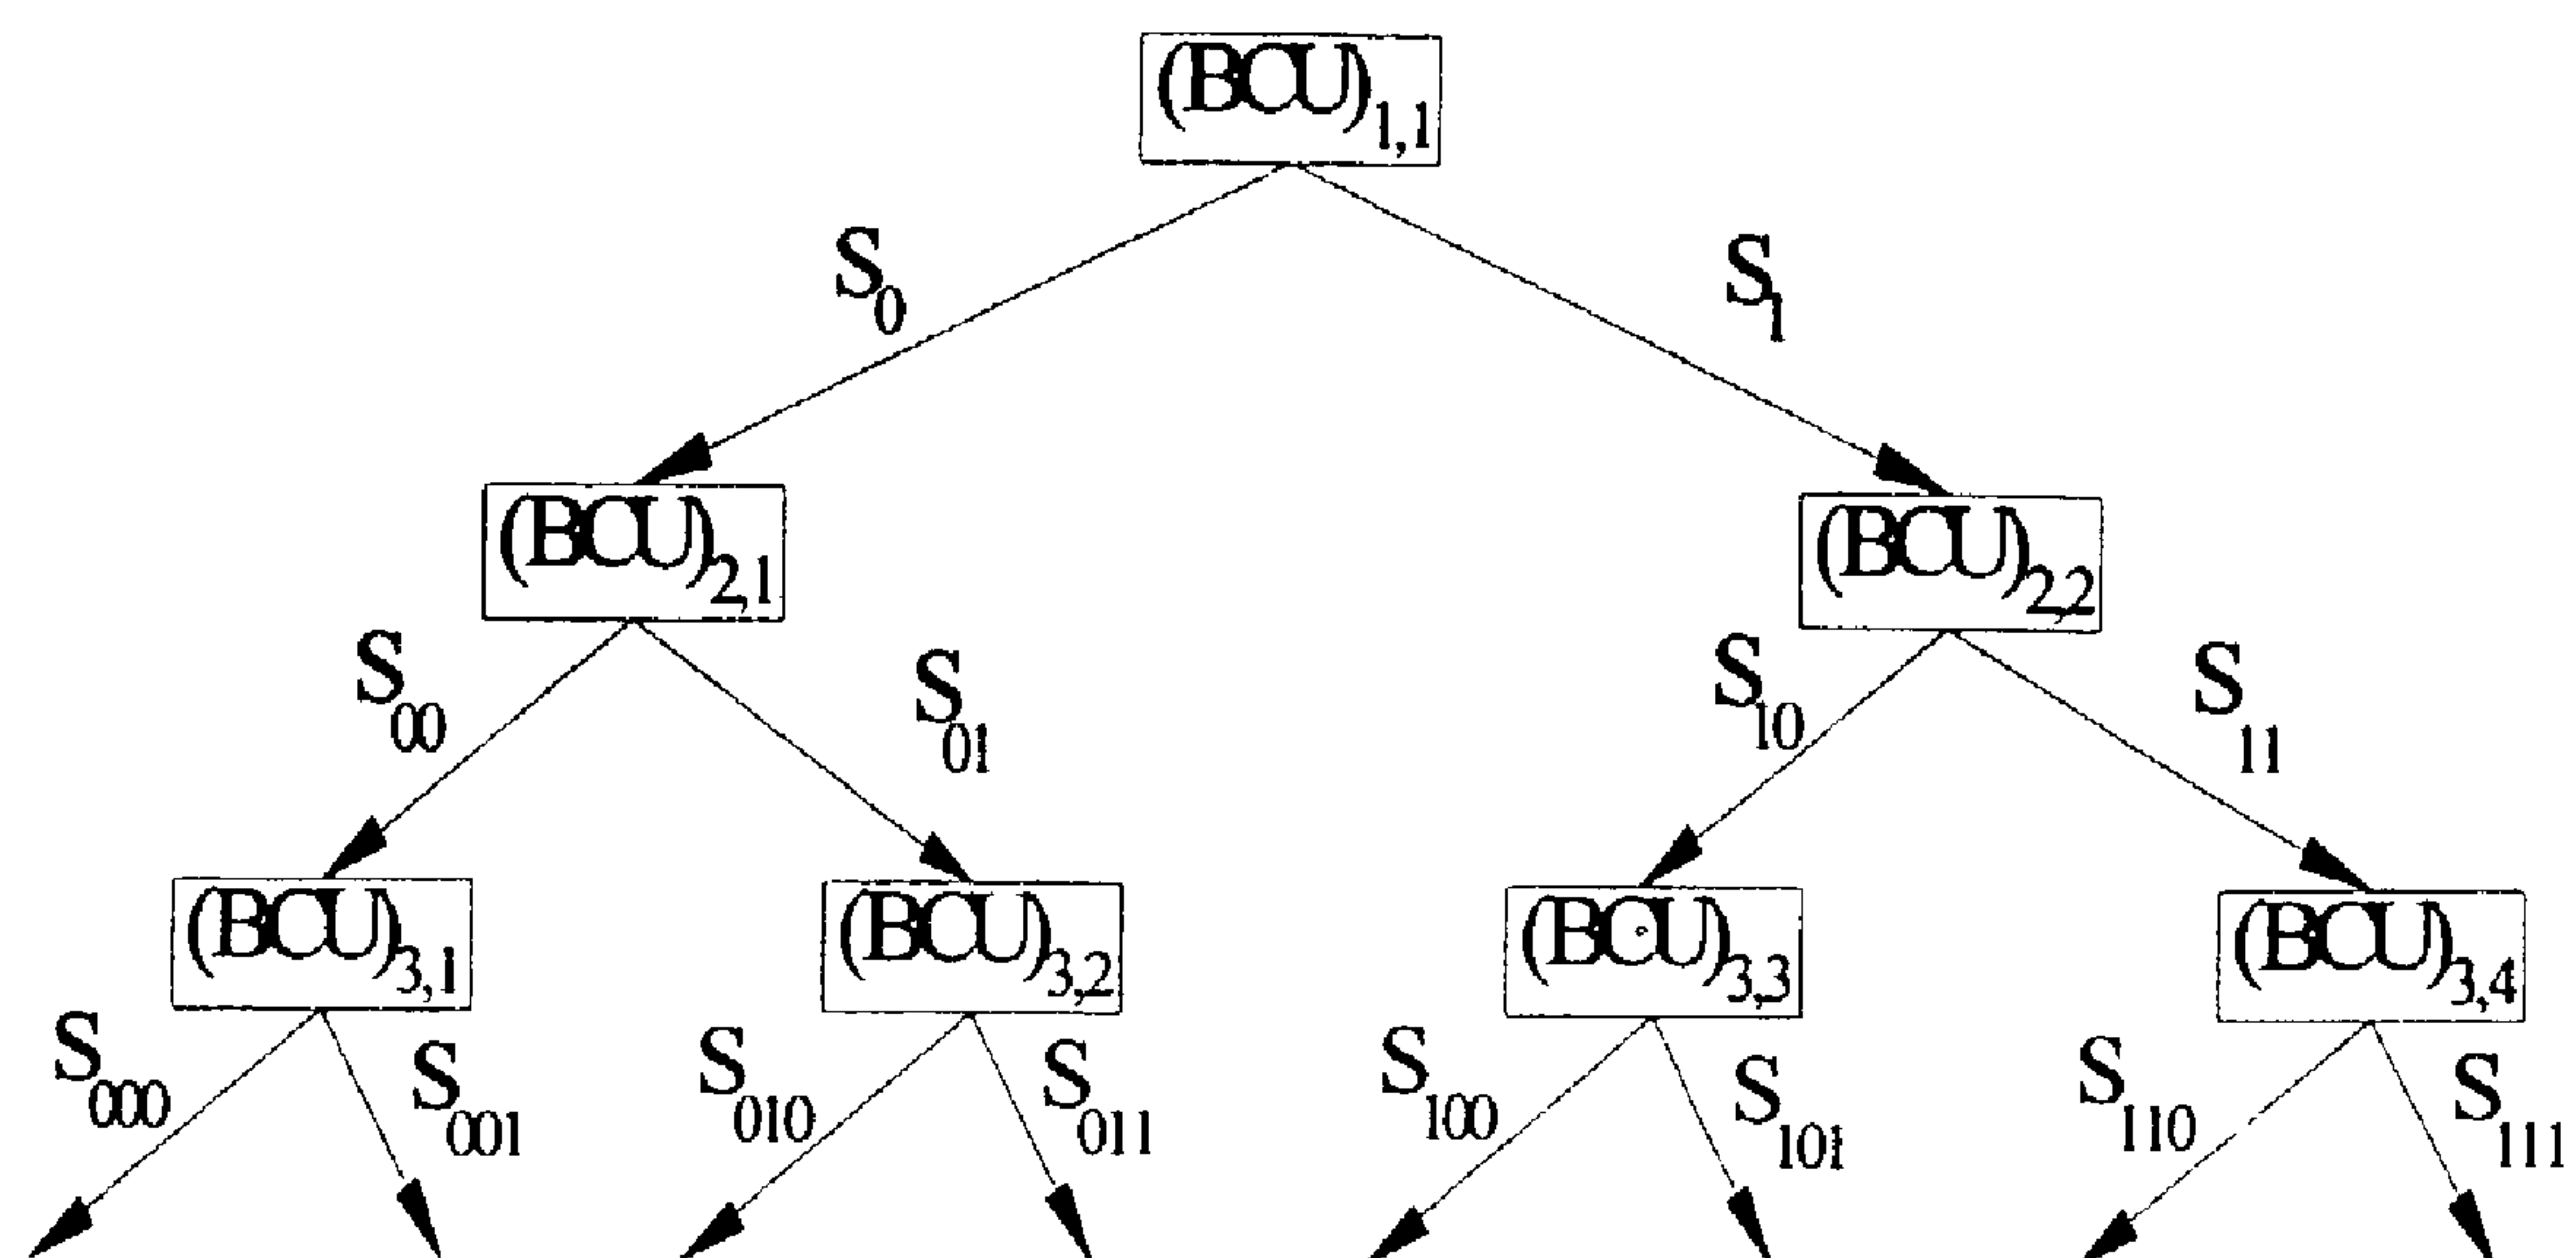 (BCU)1,1
S0 S1
(BCU)2,1 (BCU)2,2
S00 S01 S10 S11
(BCU)3,1 (BCU)3,2 (BCU)3,3 (BCU)3,4
S000 S001 S010 S011 S100 S101 S110 S111